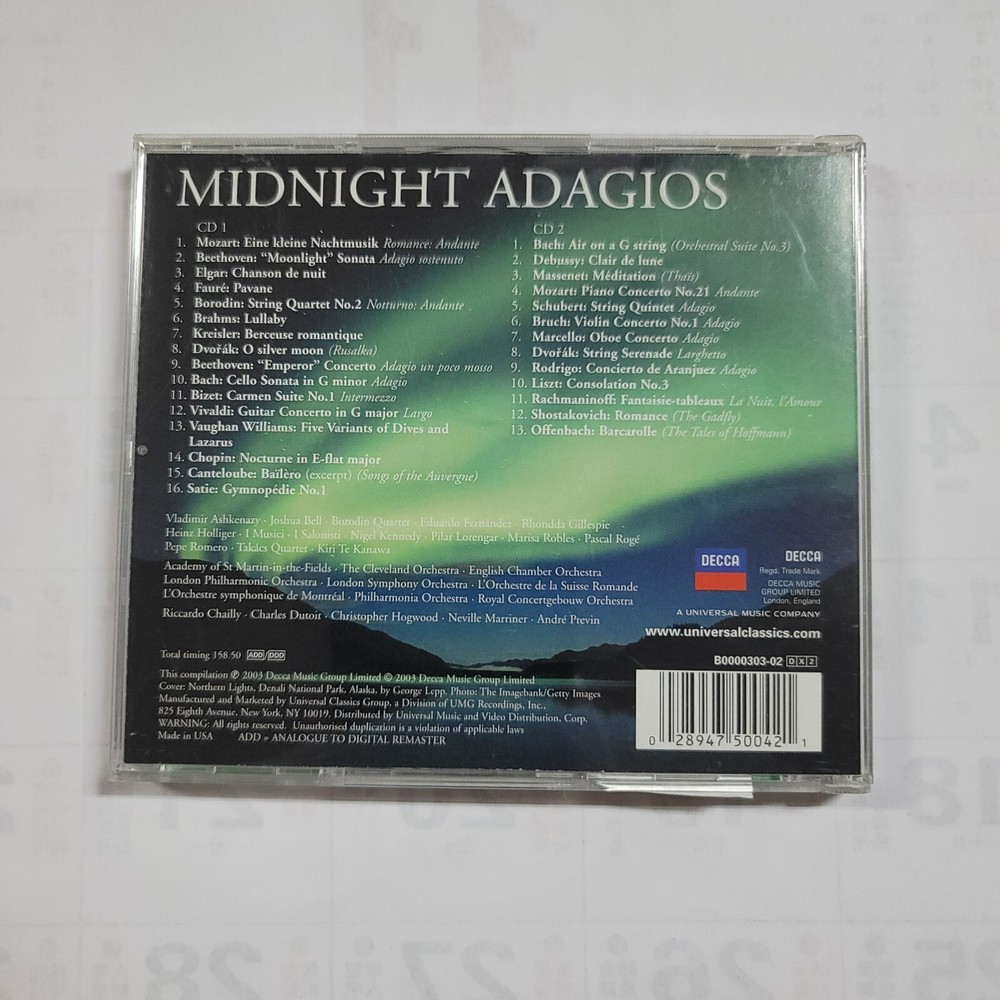 MIDNIGHT ADAGIOS
CD 1
1. Mozart: Eine kleine Nachtmusik Romance: Andante
2. Beethoven: “Moonlight” Sonata Adagio sostenuto
3. Elgar: Chanson de nuit
4. Fauré: Pavane
5. Borodin: String Quartet No.2 Notturno: Andante
6. Brahms: Lullaby
7. Kreisler: Berceuse romantique
8. Dvořák: O silver moon (Rusalka)
9. Beethoven: “Emperor” Concerto Adagio un poco mosso
10. Bach: Cello Sonata in G minor Adagio
11. Bizet: Carmen Suite No.1 Intermezzo
12. Vivaldi: Guitar Concerto in G major Largo
13. Vaughan Williams: Five Variants of Dives and
Lazarus
14. Chopin: Nocturne in E-flat major
15. Canteloube: Baïlèro (excerpt) (Songs of the Auvergne)
16. Satie: Gymnopédie No.1
CD 2
1. Bach: Air on a G string (Orchestral Suite No.3)
2. Debussy: Clair de lune
3. Massenet: Méditation (Thaïs)
4. Mozart: Piano Concerto No.21 Andante
5. Schubert: String Quintet Adagio
6. Bruch: Violin Concerto No.1 Adagio
7. Marcello: Oboe Concerto Adagio
8. Dvořák: String Serenade Larghetto
9. Rodrigo: Concierto de Aranjuez Adagio
10. Liszt: Consolation No.3
11. Rachmaninoff: Fantaisie-tableaux La Nuit, l’Amour
12. Shostakovich: Romance (The Gadfly)
13. Offenbach: Barcarolle (The Tales of Hoffmann)
Vladimir Ashkenazy · Joshua Bell · Borodin Quartet · Eduardo Fernández · Rhondda Gillespie
Heinz Holliger · I Musici · I Salonisti · Nigel Kennedy · Pilar Lorengar · Marisa Robles · Pascal Rogé
Pepe Romero · Takács Quartet · Kiri Te Kanawa
Academy of St Martin-in-the-Fields · The Cleveland Orchestra · English Chamber Orchestra
London Philharmonic Orchestra · London Symphony Orchestra · L’Orchestre de la Suisse Romande
L’Orchestre symphonique de Montréal · Philharmonia Orchestra · Royal Concertgebouw Orchestra
Riccardo Chailly · Charles Dutoit · Christopher Hogwood · Neville Marriner · André Previn
DECCA
DECCA
Regd. Trade Mark
DECCA MUSIC
GROUP LIMITED
London, England
A UNIVERSAL MUSIC COMPANY
www.universalclassics.com
Total timing 158.50 ADD/DDD
B0000303-02 DX2
This compilation ℗ 2003 Decca Music Group Limited © 2003 Decca Music Group Limited
Cover: Northern Lights, Denali National Park, Alaska, by George Lepp. Photo: The Imagebank/Getty Images
Manufactured and Marketed by Universal Classics Group, a Division of UMG Recordings, Inc.,
825 Eighth Avenue, New York, NY 10019. Distributed by Universal Music and Video Distribution, Corp.
WARNING: All rights reserved. Unauthorised duplication is a violation of applicable laws
Made in USA ADD = ANALOGUE TO DIGITAL REMASTER
0 28947 50042 1